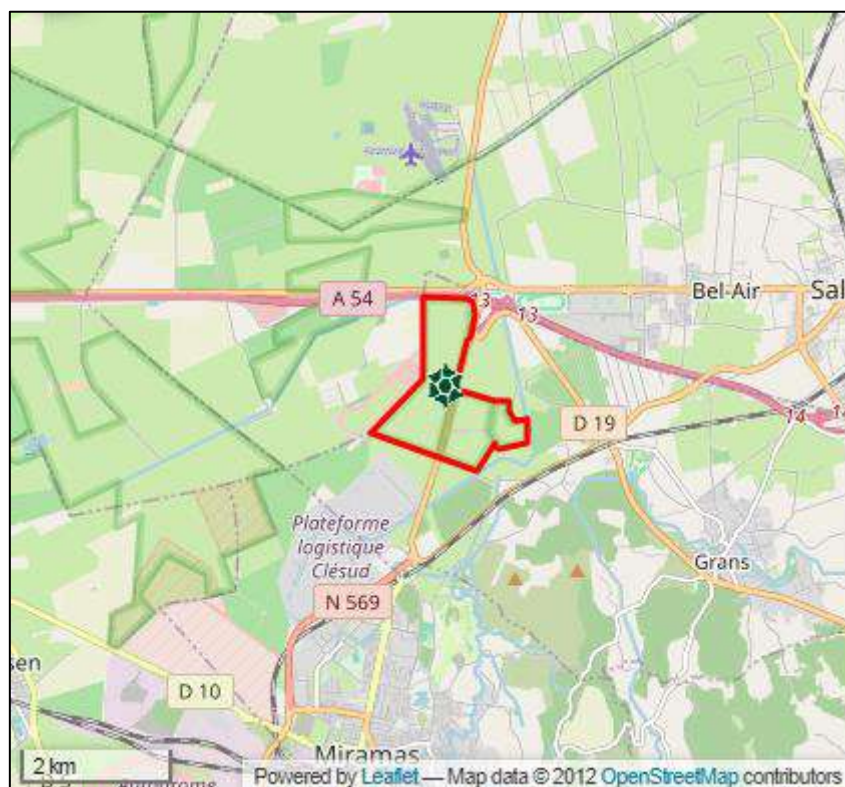 A 54
13
13
Bel-Air
Sal
14
D 19
Plateforme
logistique
Clésud
Grans
N 569
sen
D 10
Miramas
2 km
Powered by Leaflet — Map data © 2012 OpenStreetMap contributors